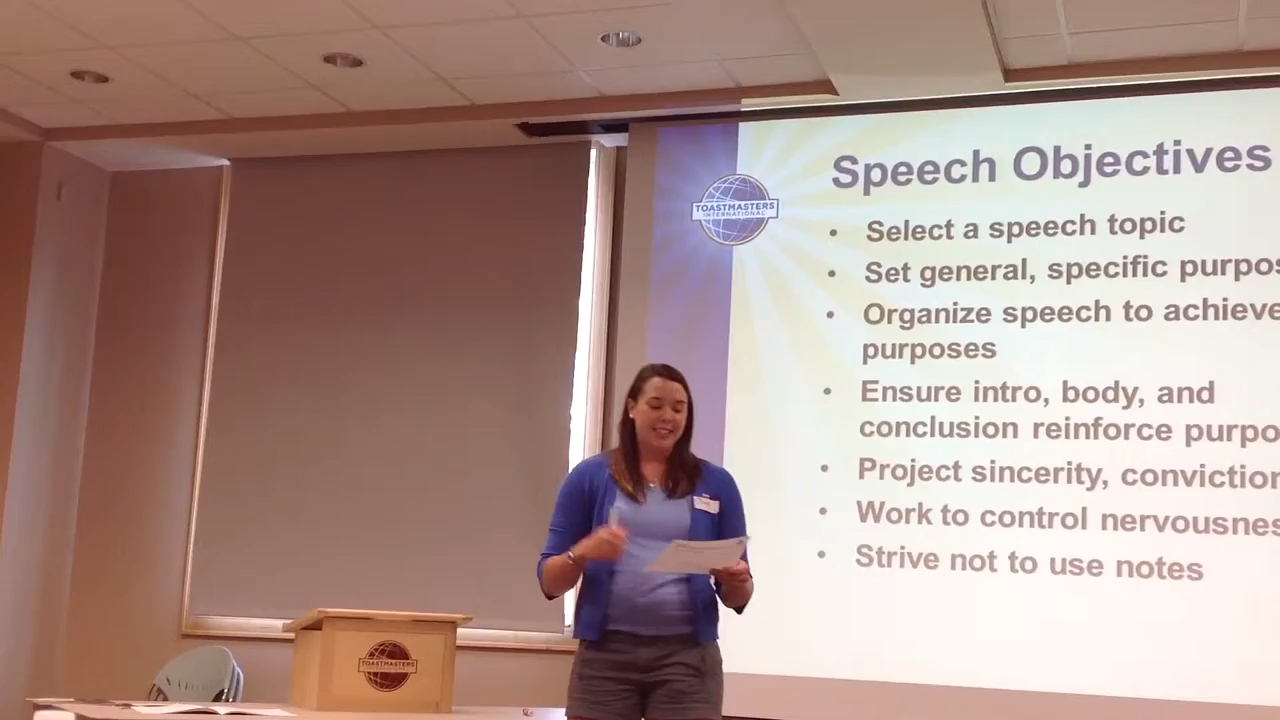 Speech Objectives
TOASTMASTERS
INTERNATIONAL
• Select a speech topic
• Set general, specific purpos
• Organize speech to achieve
purposes
• Ensure intro, body, and
conclusion reinforce purpo
• Project sincerity, conviction
• Work to control nervousnes
• Strive not to use notes
TOASTMASTERS
INTERNATIONAL